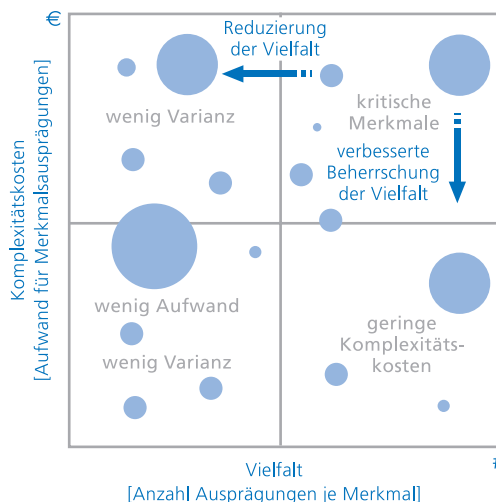 €
Reduzierung
der Vielfalt
wenig Varianz
kritische
Merkmale
verbesserte
Beherrschung
der Vielfalt
Komplexitätskosten
[Aufwand für Merkmalsausprägungen]
wenig Aufwand
wenig Varianz
geringe
Komplexitäts-
kosten
Vielfalt
[Anzahl Ausprägungen je Merkmal]